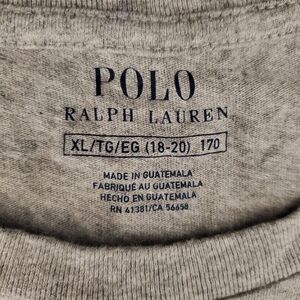 POLO
RALPH LAUREN
XL/TG/EG (18-20) 170
MADE IN GUATEMALA
FABRIQUÉ AU GUATEMALA
HECHO EN GUATEMALA
RN 41381/CA 56658